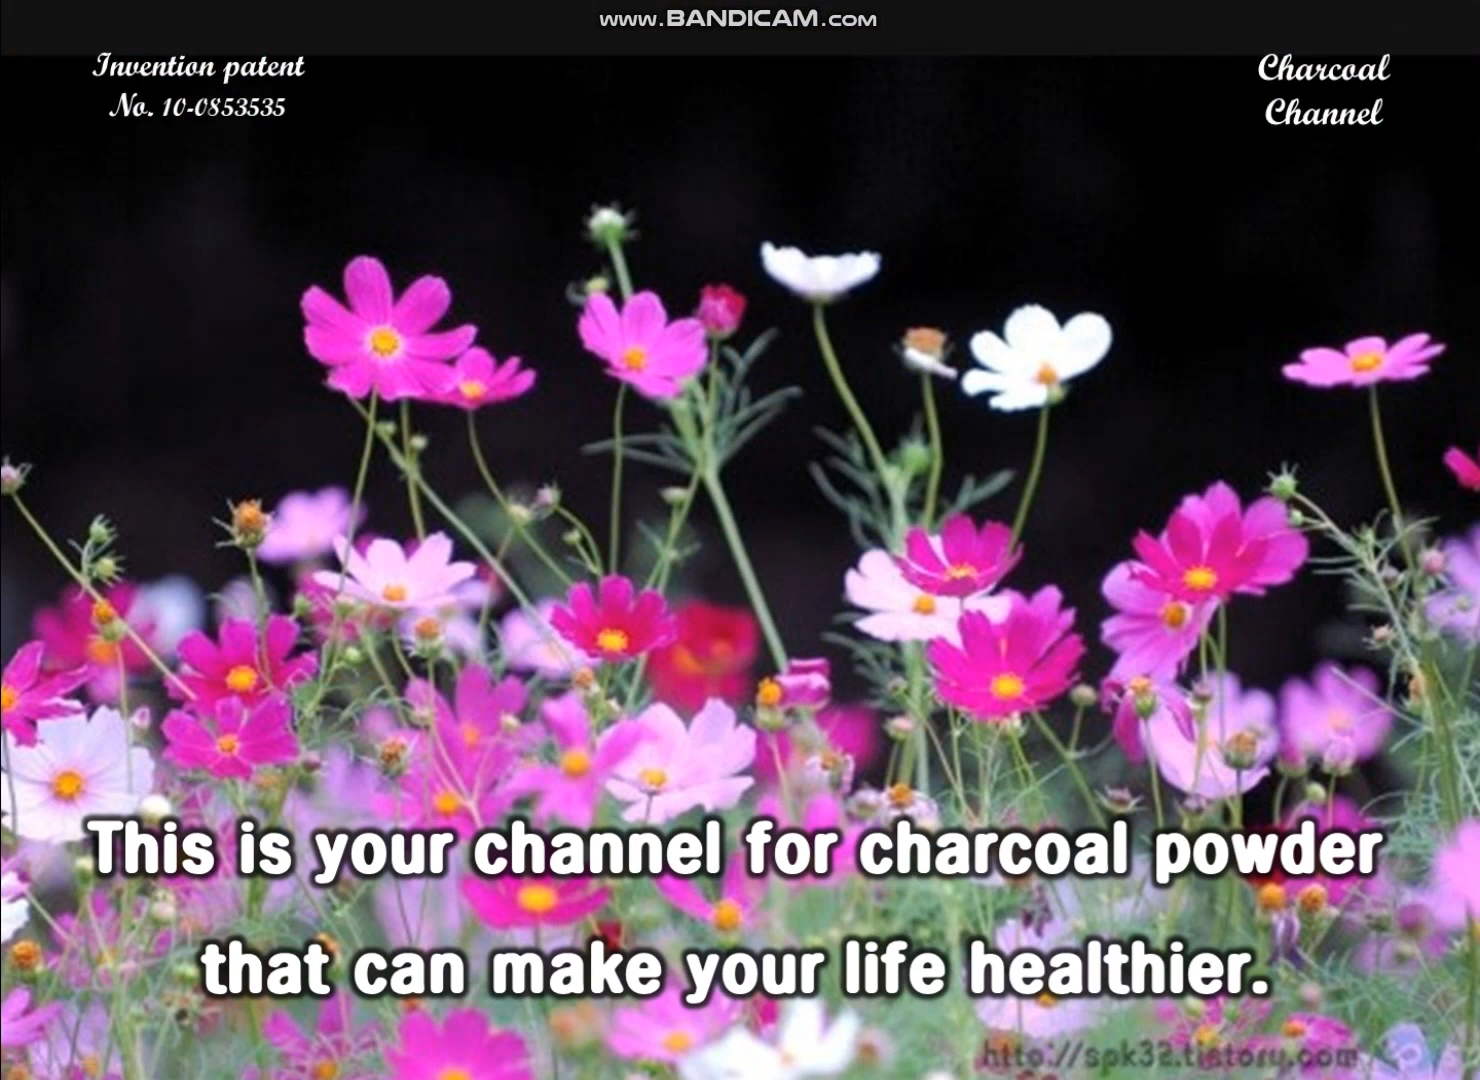 www.BANDICAM.com
Invention patent
No. 10-0853535
Charcoal
Channel
This is your channel for charcoal powder
that can make your life healthier.
http://spk32.tistory.com